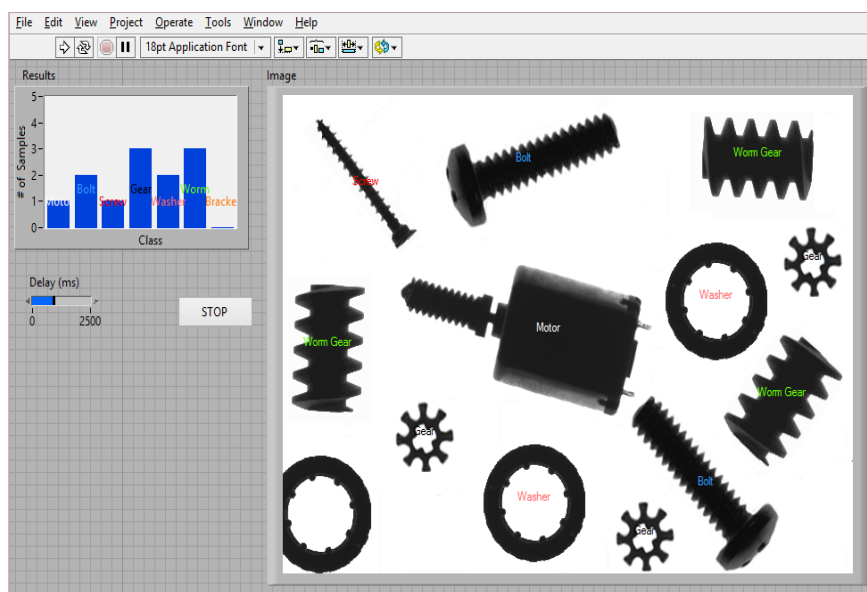 File Edit View Project Operate Tools Window Help
18pt Application Font
Results
Image
5
4
3
2
1
0
# of Samples
Moto
Bolt
Screw
Gear
Washer
Worm
Bracke
Class
Delay (ms)
0 2500
STOP
Bolt
Worm Gear
Screw
Gear
Washer
Motor
Worm Gear
Worm Gear
Gear
Bolt
Washer
Gear